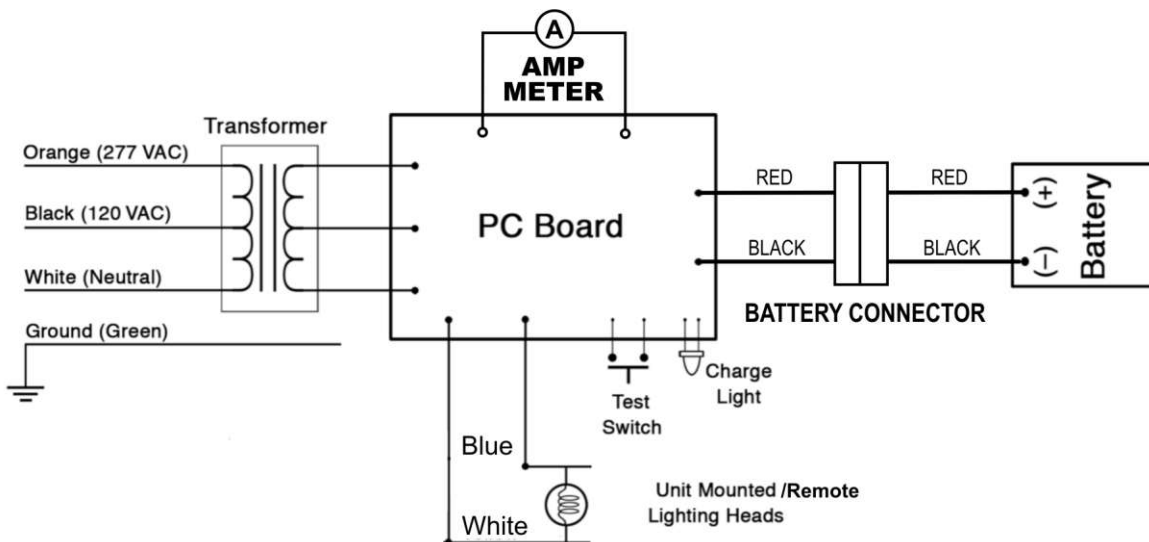 A
AMP
METER
Transformer
Orange (277 VAC)
Black (120 VAC)
White (Neutral)
Ground (Green)
PC Board
RED
RED
BLACK
BLACK
(+)
(−)
Battery
BATTERY CONNECTOR
Test
Switch
Charge
Light
Blue
White
Unit Mounted/Remote
Lighting Heads